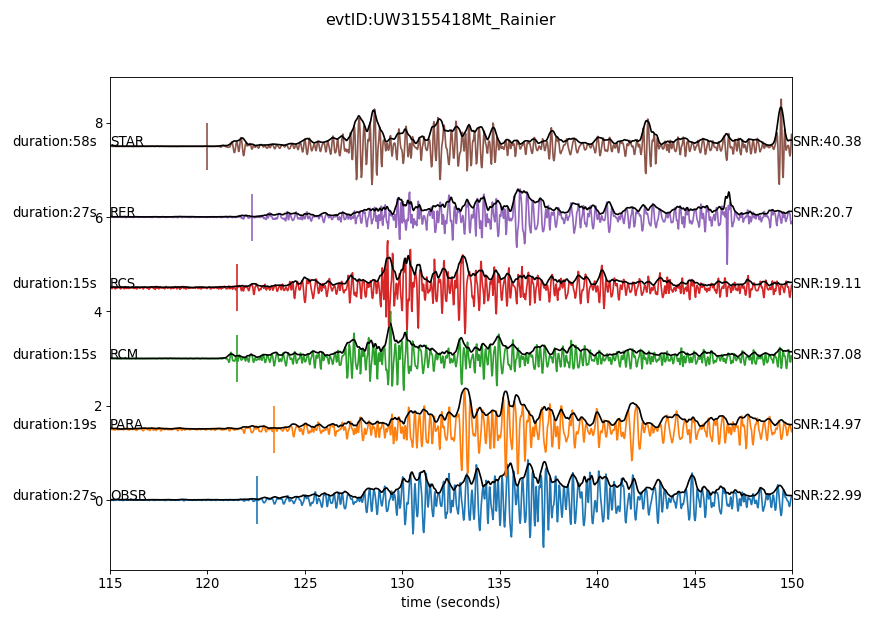 evtID:UW3155418Mt_Rainier
8
duration:58s STAR SNR:40.38
duration:27s RER SNR:20.7
6
duration:15s RCS SNR:19.11
4
duration:15s RCM SNR:37.08
2
duration:19s PARA SNR:14.97
duration:27s OBSR SNR:22.99
0
115 120 125 130 135 140 145 150
time (seconds)